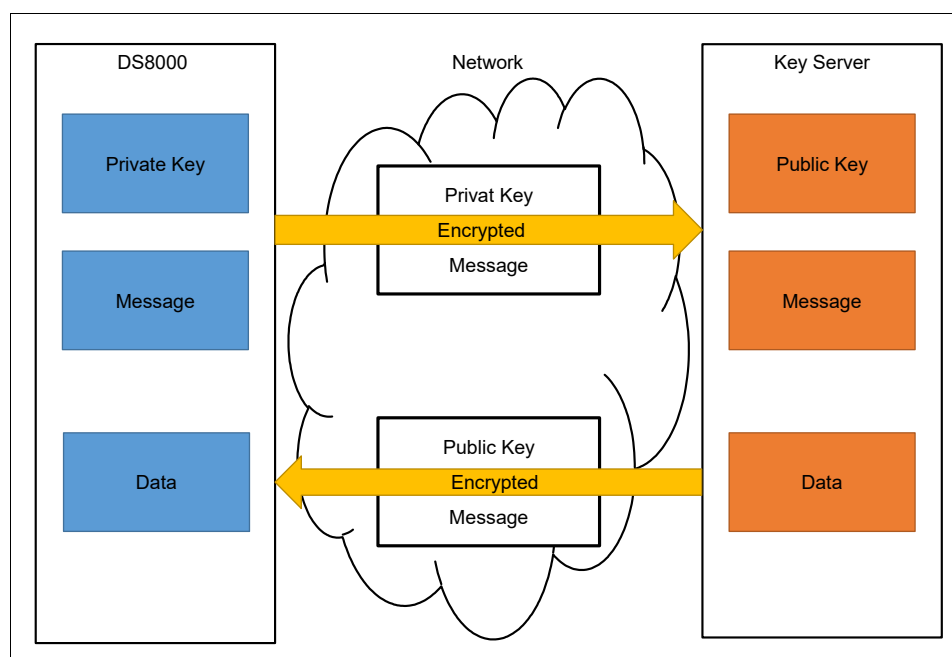 DS8000
Network
Key Server
Private Key
Privat Key
Encrypted
Message
Public Key
Message
Message
Data
Public Key
Encrypted
Message
Data